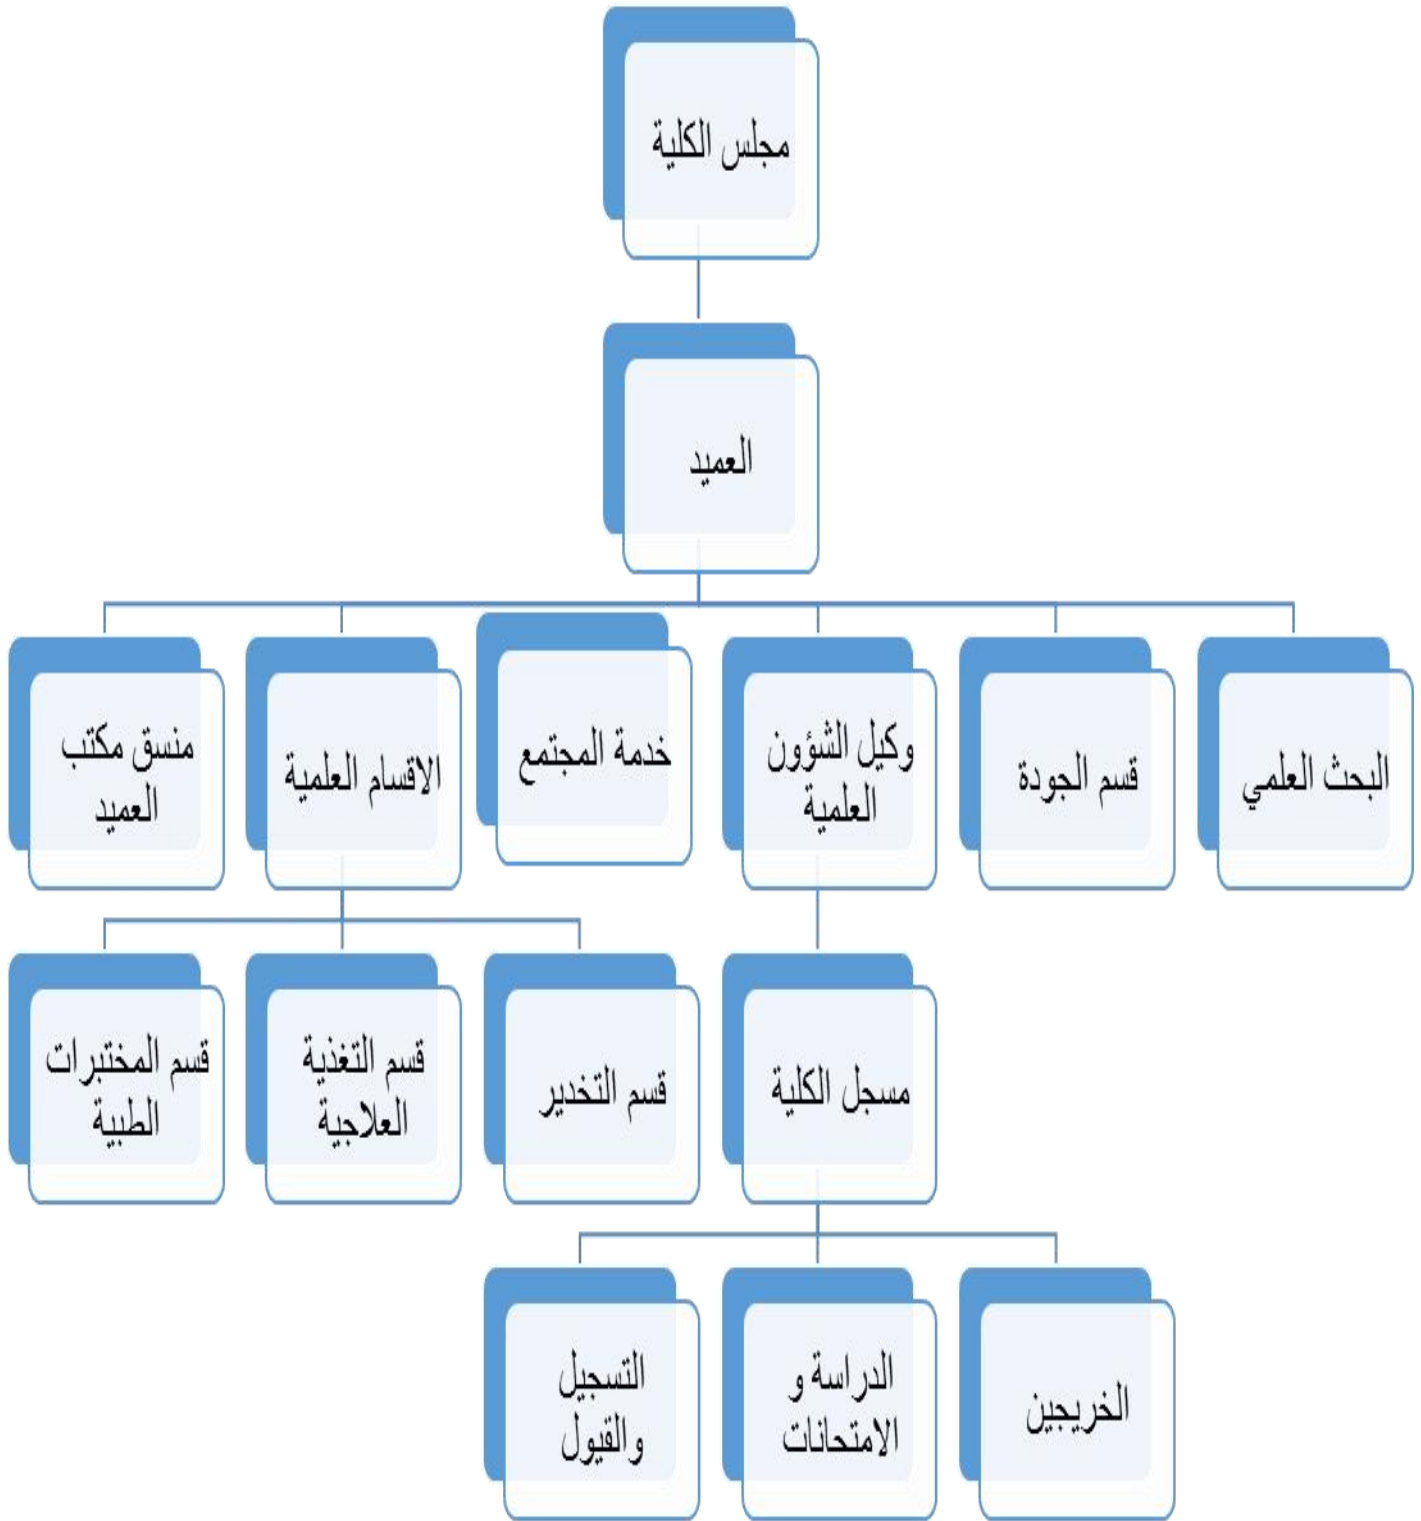 مجلس الكلية
العميد
البحث العلمي
قسم الجودة
وكيل الشؤون
العلمية
خدمة المجتمع
الاقسام العلمية
منسق مكتب
العميد
مسجل الكلية
قسم التخدير
قسم التغذية
العلاجية
قسم المختبرات
الطبية
الخريجين
الدراسة و
الامتحانات
التسجيل
والقبول